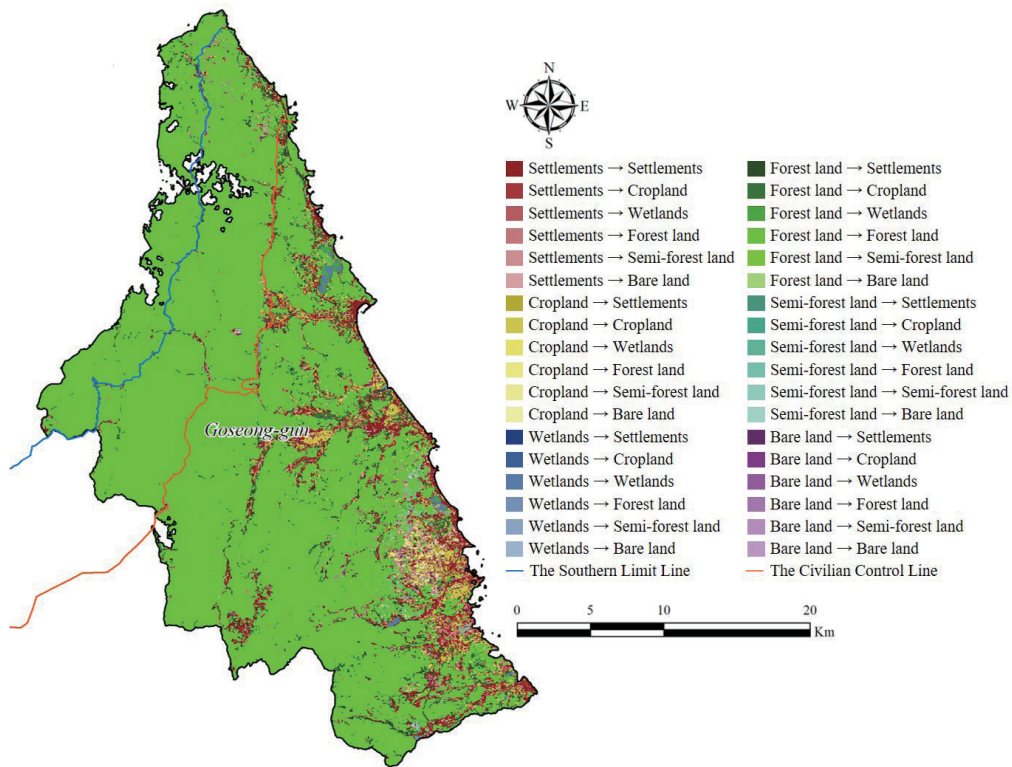 N
W E
S
Settlements → Settlements
Settlements → Cropland
Settlements → Wetlands
Settlements → Forest land
Settlements → Semi-forest land
Settlements → Bare land
Cropland → Settlements
Cropland → Cropland
Cropland → Wetlands
Cropland → Forest land
Cropland → Semi-forest land
Cropland → Bare land
Wetlands → Settlements
Wetlands → Cropland
Wetlands → Wetlands
Wetlands → Forest land
Wetlands → Semi-forest land
Wetlands → Bare land
The Southern Limit Line
Forest land → Settlements
Forest land → Cropland
Forest land → Wetlands
Forest land → Forest land
Forest land → Semi-forest land
Forest land → Bare land
Semi-forest land → Settlements
Semi-forest land → Cropland
Semi-forest land → Wetlands
Semi-forest land → Forest land
Semi-forest land → Semi-forest land
Semi-forest land → Bare land
Bare land → Settlements
Bare land → Cropland
Bare land → Wetlands
Bare land → Forest land
Bare land → Semi-forest land
Bare land → Bare land
The Civilian Control Line
Goseong-gun
0 5 10 20
Km